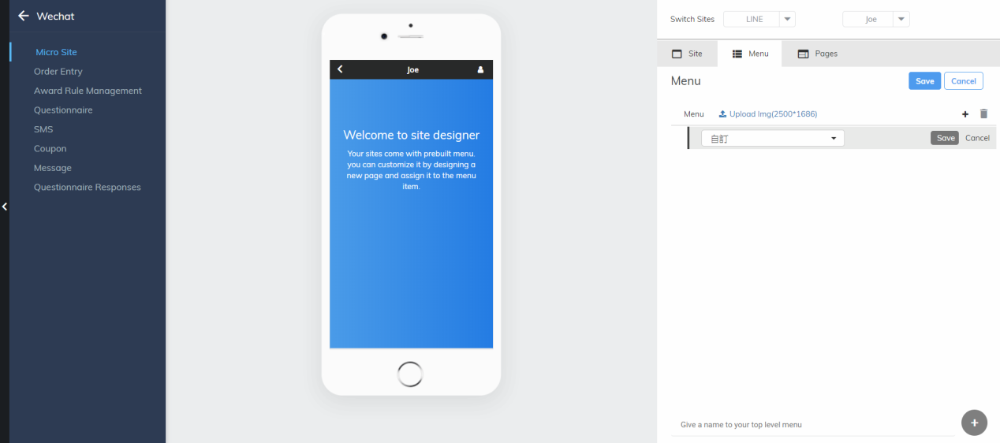 Wechat
Micro Site
Order Entry
Award Rule Management
Questionnaire
SMS
Coupon
Message
Questionnaire Responses
Joe
Welcome to site designer
Your sites come with prebuilt menu.
you can customize it by designing a
new page and assign it to the menu
item.
Switch Sites LINE Joe
Site Menu Pages
Menu Save Cancel
Menu Upload Img(2500*1686)
自訂 Save Cancel
Give a name to your top level menu